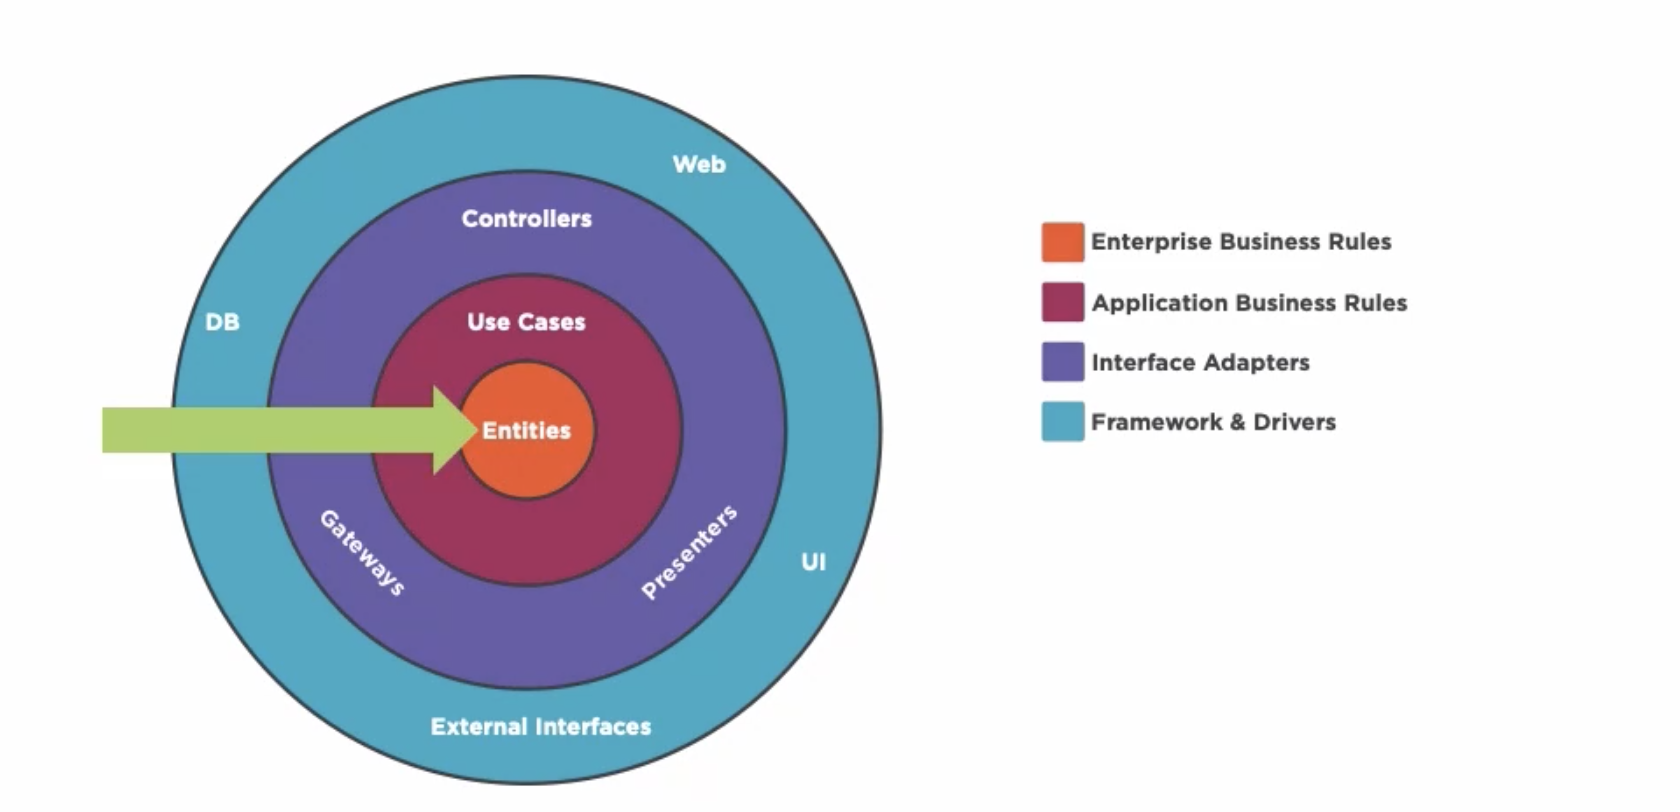 Web
Controllers
DB
Use Cases
Entities
Gateways
Presenters
UI
External Interfaces
Enterprise Business Rules
Application Business Rules
Interface Adapters
Framework & Drivers